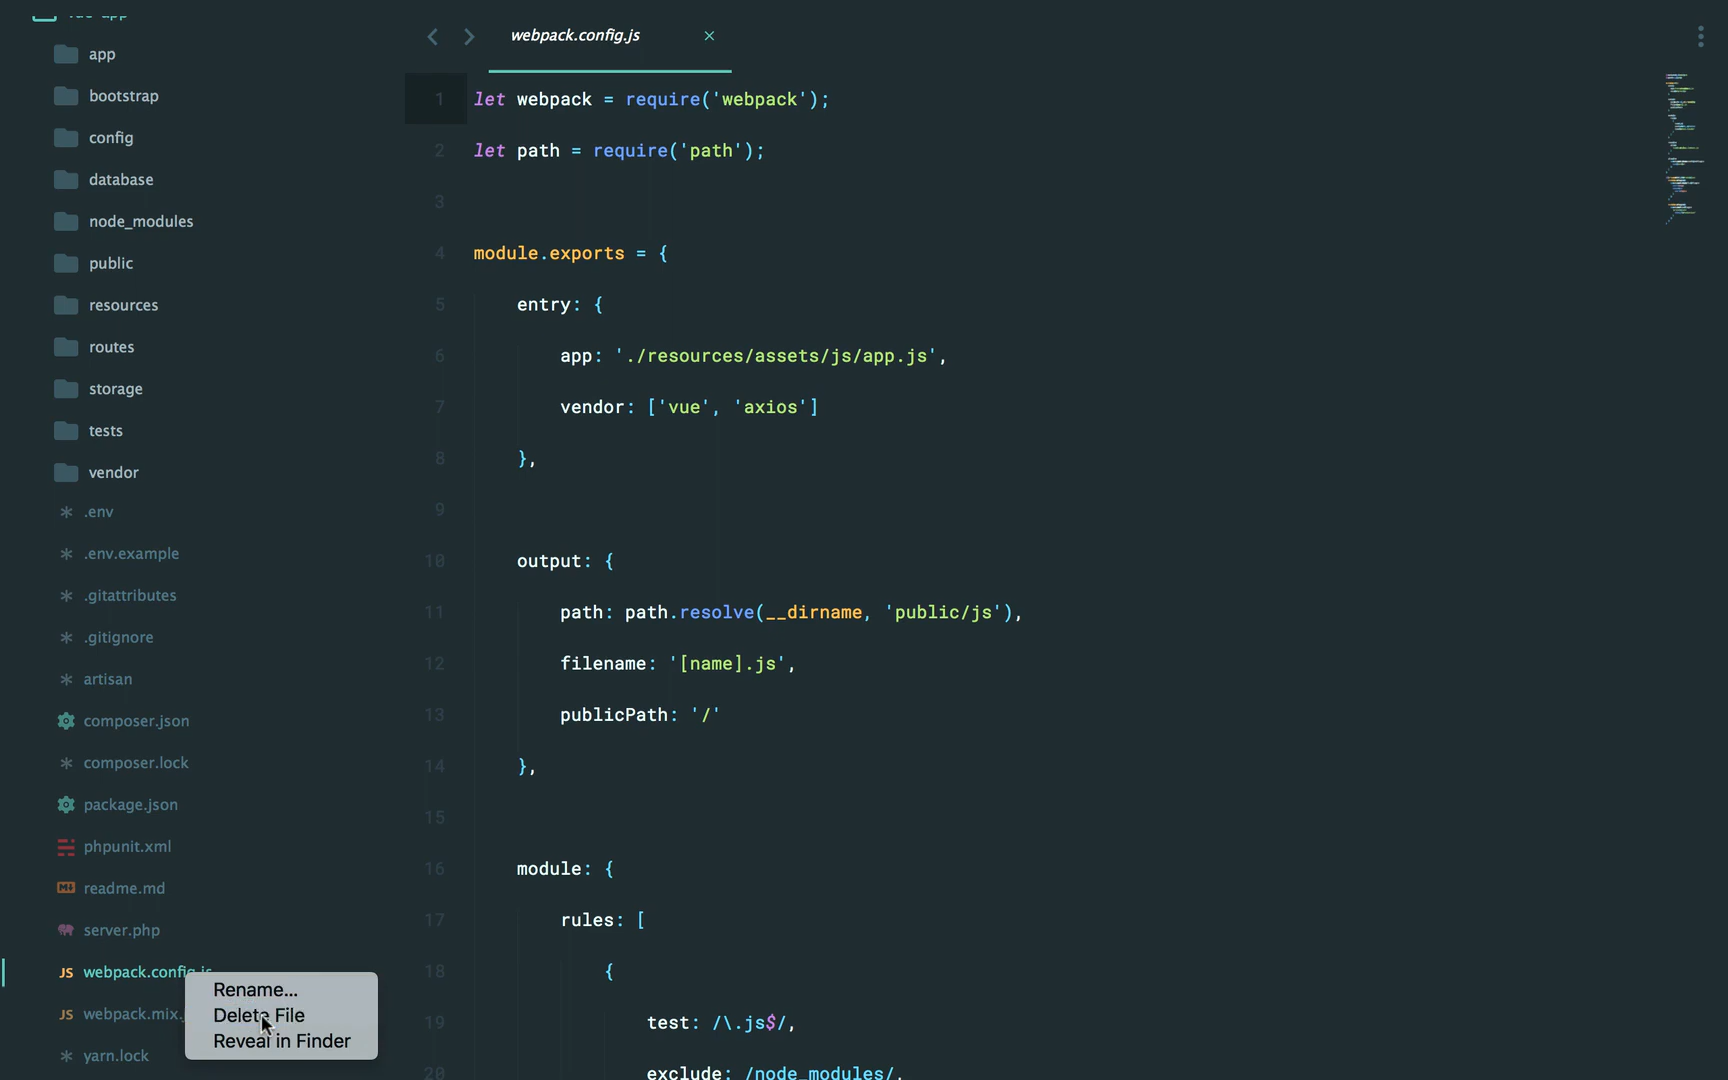 vue-app
app
bootstrap
config
database
node_modules
public
resources
routes
storage
tests
vendor
.env
.env.example
.gitattributes
.gitignore
artisan
composer.json
composer.lock
package.json
phpunit.xml
readme.md
server.php
JS webpack.config.js
JS webpack.mix.
yarn.lock
Rename...
Delete File
Reveal in Finder
webpack.config.js ×
1 let webpack = require('webpack');
2 let path = require('path');
3
4 module.exports = {
5 entry: {
6 app: './resources/assets/js/app.js',
7 vendor: ['vue', 'axios']
8 },
9
10 output: {
11 path: path.resolve(__dirname, 'public/js'),
12 filename: '[name].js',
13 publicPath: '/'
14 },
15
16 module: {
17 rules: [
18 {
19 test: /\.js$/,
20 exclude: /node_modules/,